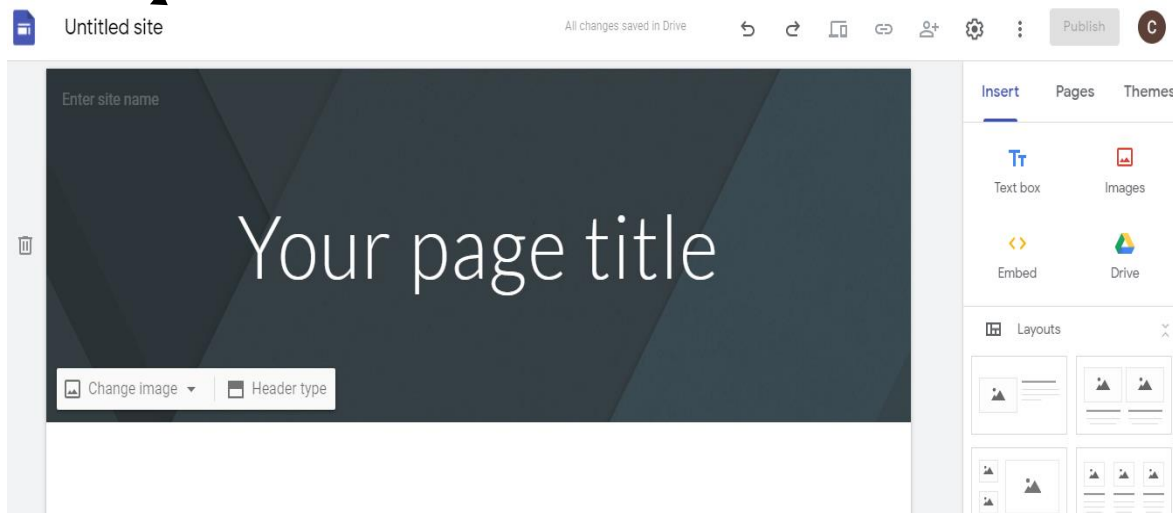 Untitled site
All changes saved in Drive
Publish
C
Enter site name
Insert Pages Themes
Your page title
Text box Images
Embed Drive
Layouts
Change image Header type